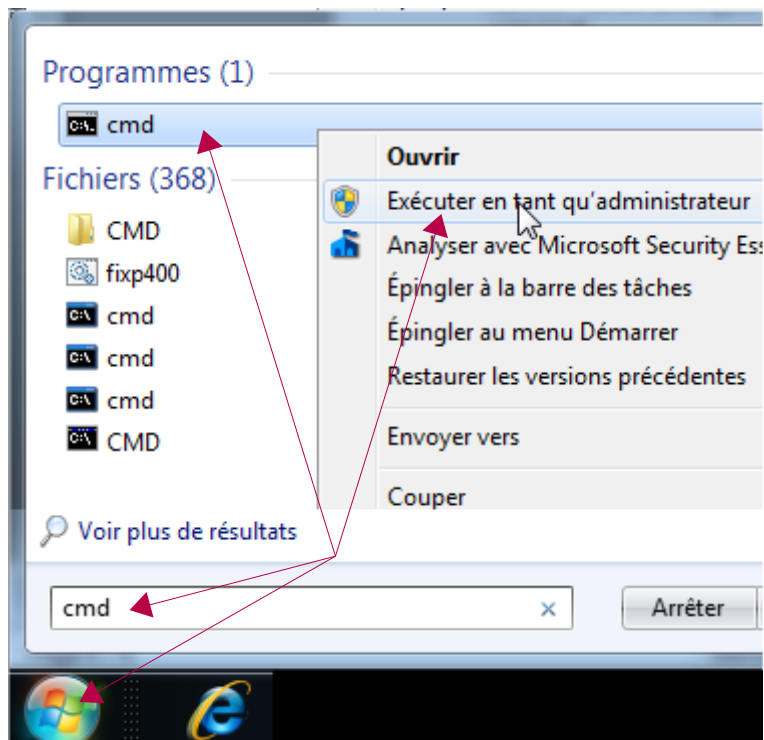 Programmes (1)
cmd
Fichiers (368)
CMD
fixp400
cmd
cmd
cmd
CMD
Voir plus de résultats
cmd
Arrêter
Ouvrir
Exécuter en tant qu'administrateur
Analyser avec Microsoft Security Ess
Épingler à la barre des tâches
Épingler au menu Démarrer
Restaurer les versions précédentes
Envoyer vers
Couper